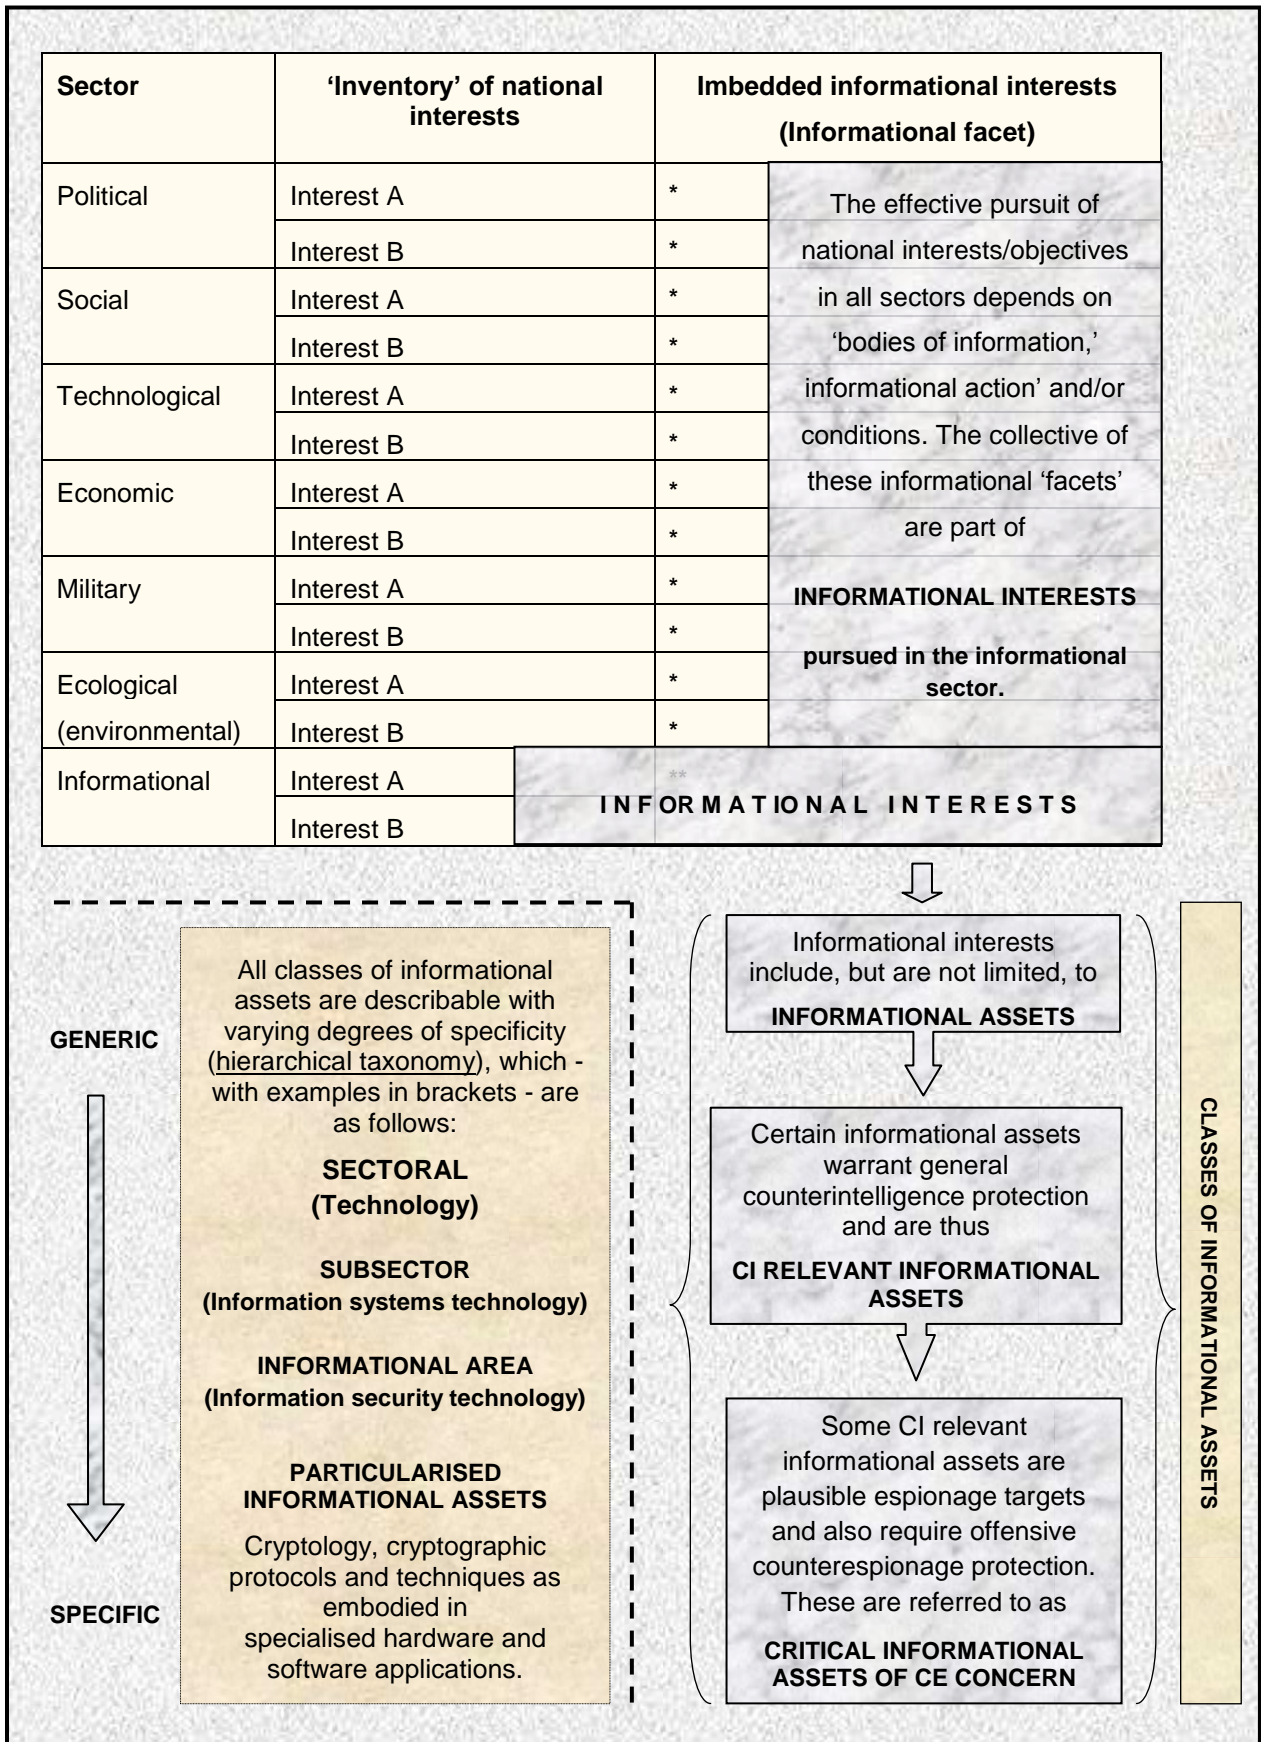 Sector
‘Inventory’ of national
interests
Imbedded informational interests
(Informational facet)
Political
Interest A
*
Interest B
*
Social
Interest A
*
Interest B
*
Technological
Interest A
*
Interest B
*
Economic
Interest A
*
Interest B
*
Military
Interest A
*
Interest B
*
Ecological
(environmental)
Interest A
*
Interest B
*
The effective pursuit of
national interests/objectives
in all sectors depends on
‘bodies of information,’
informational action’ and/or
conditions. The collective of
these informational ‘facets’
are part of
INFORMATIONAL INTERESTS
pursued in the informational
sector.
Informational
Interest A
**
Interest B
INFORMATIONAL INTERESTS
GENERIC
SPECIFIC
All classes of informational
assets are describable with
varying degrees of specificity
(hierarchical taxonomy), which -
with examples in brackets - are
as follows:
SECTORAL
(Technology)
SUBSECTOR
(Information systems technology)
INFORMATIONAL AREA
(Information security technology)
PARTICULARISED
INFORMATIONAL ASSETS
Cryptology, cryptographic
protocols and techniques as
embodied in
specialised hardware and
software applications.
Informational interests
include, but are not limited, to
INFORMATIONAL ASSETS
Certain informational assets
warrant general
counterintelligence protection
and are thus
CI RELEVANT INFORMATIONAL
ASSETS
Some CI relevant
informational assets are
plausible espionage targets
and also require offensive
counterespionage protection.
These are referred to as
CRITICAL INFORMATIONAL
ASSETS OF CE CONCERN
CLASSES OF INFORMATIONAL ASSETS